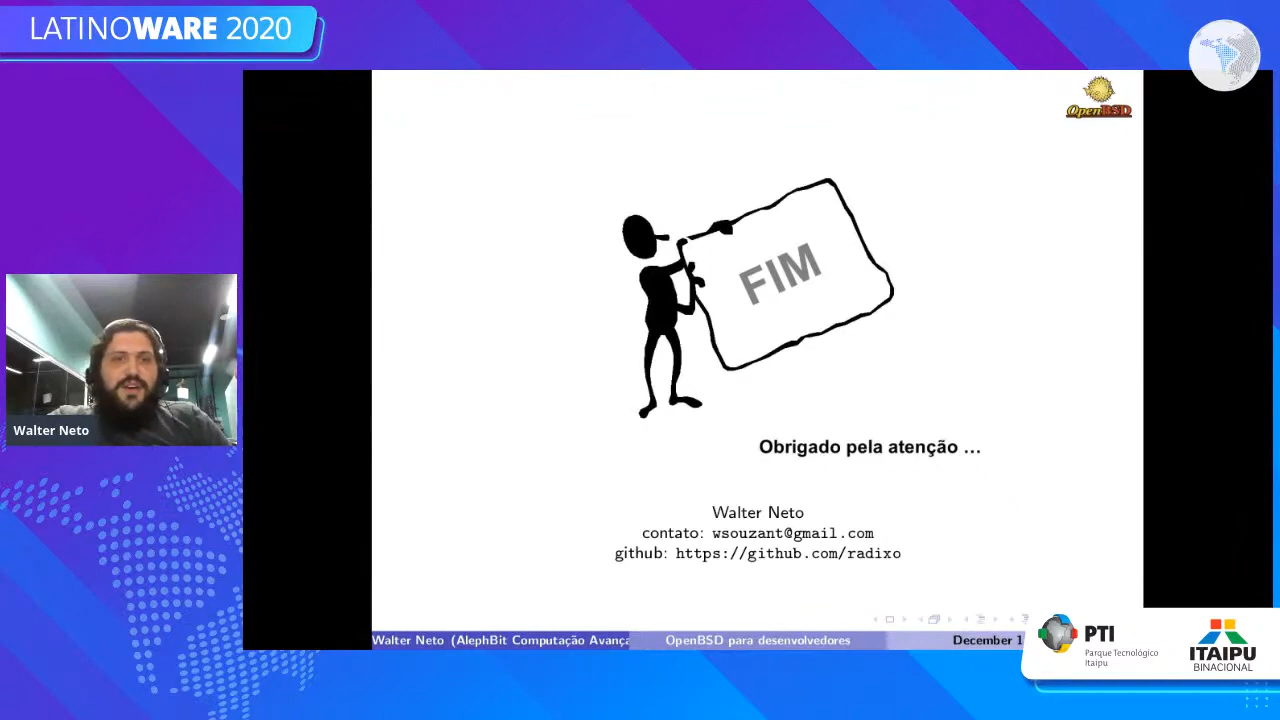 LATINOWARE 2020
OpenBSD
FIM
Obrigado pela atenção ...
Walter Neto
Walter Neto
contato: wsouzant@gmail.com
github: https://github.com/radixo
Walter Neto (AlephBit Computação Avança
OpenBSD para desenvolvedores
December 1
PTI
Parque Tecnológico
Itaipu
ITAIPU
BINACIONAL